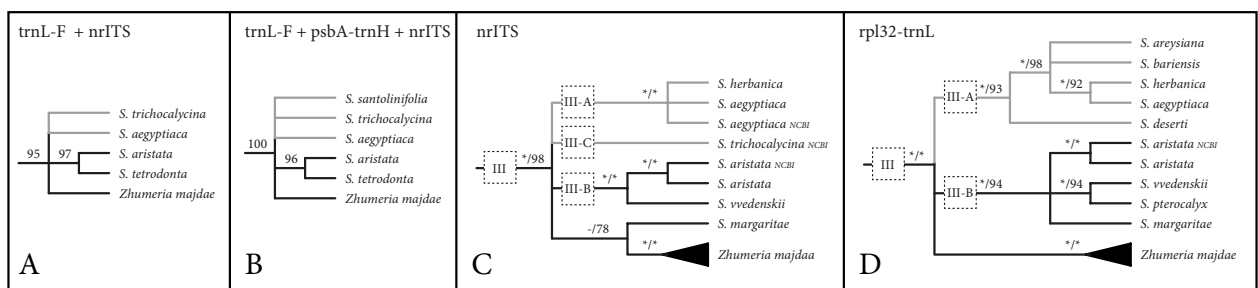 trnL-F + nrITS
95
97
S. trichocalycina
S. aegyptiaca
S. aristata
S. tetrodonta
Zhumeria majdae
A
trnL-F + psbA-trnH + nrITS
100
96
S. santolinifolia
S. trichocalycina
S. aegyptiaca
S. aristata
S. tetrodonta
Zhumeria majdae
B
nrITS
III
*/98
III-A
*/*
S. herbanica
S. aegyptiaca
S. aegyptiaca NCBI
III-C
S. trichocalycina NCBI
III-B
*/*
*/*
S. aristata NCBI
S. aristata
S. vvedenskii
-/78
S. margaritae
*/*
Zhumeria majdaa
C
rpl32-trnL
III
*/*
III-A
*/93
*/98
*/92
S. areysiana
S. bariensis
S. herbanica
S. aegyptiaca
S. deserti
III-B
*/94
*/*
S. aristata NCBI
S. aristata
*/94
S. vvedenskii
S. pterocalyx
S. margaritae
*/*
Zhumeria majdae
D